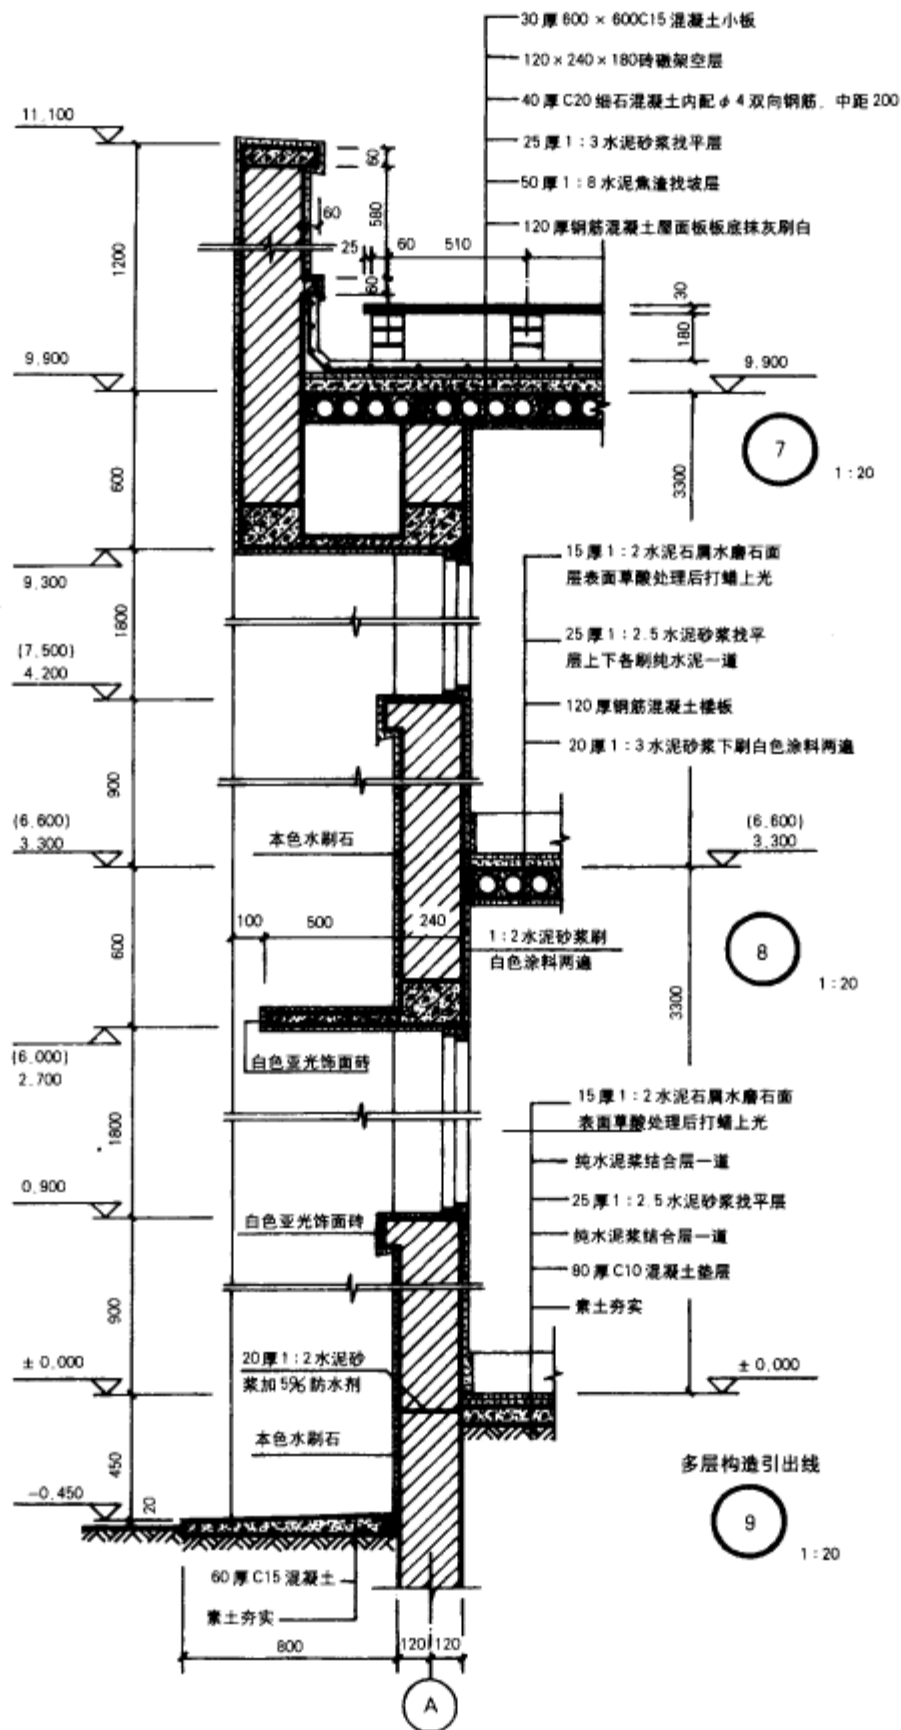 30厚600×600C15混凝土小板
120×240×180砖礅架空层
40厚C20细石混凝土内配ϕ4双向钢筋，中距200
25厚1:3水泥砂浆找平层
50厚1:8水泥焦渣找坡层
120厚钢筋混凝土屋面板板底抹灰刷白
11,100
60
580
60
60
25
60
510
1200
30
180
9,900
9,900
7
1:20
600
3300
9,300
15厚1:2水泥石屑水磨石面
层表面草酸处理后打蜡上光
1800
25厚1:2.5水泥砂浆找平
层上下各刷纯水泥一道
(7,500)
4,200
120厚钢筋混凝土楼板
20厚1:3水泥砂浆下刷白色涂料两遍
900
(6,600)
3,300
(6,600)
3,300
本色水刷石
100
500
240
1:2水泥砂浆刷
白色涂料两遍
8
1:20
600
3300
白色亚光饰面砖
(6,000)
2,700
15厚1:2水泥石屑水磨石面
表面草酸处理后打蜡上光
1800
纯水泥浆结合层一道
0,900
25厚1:2.5水泥砂浆找平层
白色亚光饰面砖
纯水泥浆结合层一道
80厚C10混凝土垫层
素土夯实
900
20厚1:2水泥砂
浆加5%防水剂
±0,000
±0,000
本色水刷石
450
多层构造引出线
-0,450
20
9
1:20
60厚C15混凝土
素土夯实
800
120
120
A